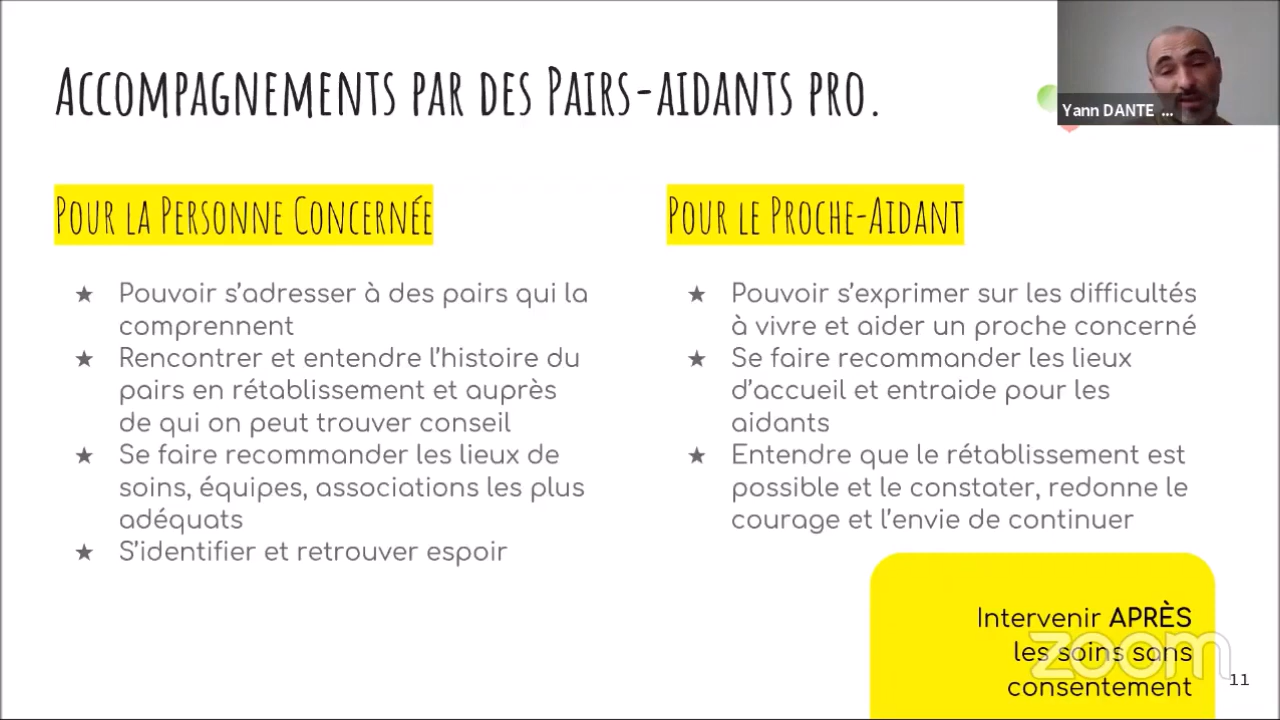 Accompagnements par des Pairs-aidants pro.
Yann DANTE ...
Pour la Personne Concernée
★ Pouvoir s'adresser à des pairs qui la
comprennent
★ Rencontrer et entendre l'histoire du
pairs en rétablissement et auprès
de qui on peut trouver conseil
★ Se faire recommander les lieux de
soins, équipes, associations les plus
adéquats
★ S'identifier et retrouver espoir
Pour le Proche-Aidant
★ Pouvoir s'exprimer sur les difficultés
à vivre et aider un proche concerné
★ Se faire recommander les lieux
d'accueil et entraide pour les
aidants
★ Entendre que le rétablissement est
possible et le constater, redonne le
courage et l'envie de continuer
Intervenir APRÈS
les soins sans
consentement
zoom
11